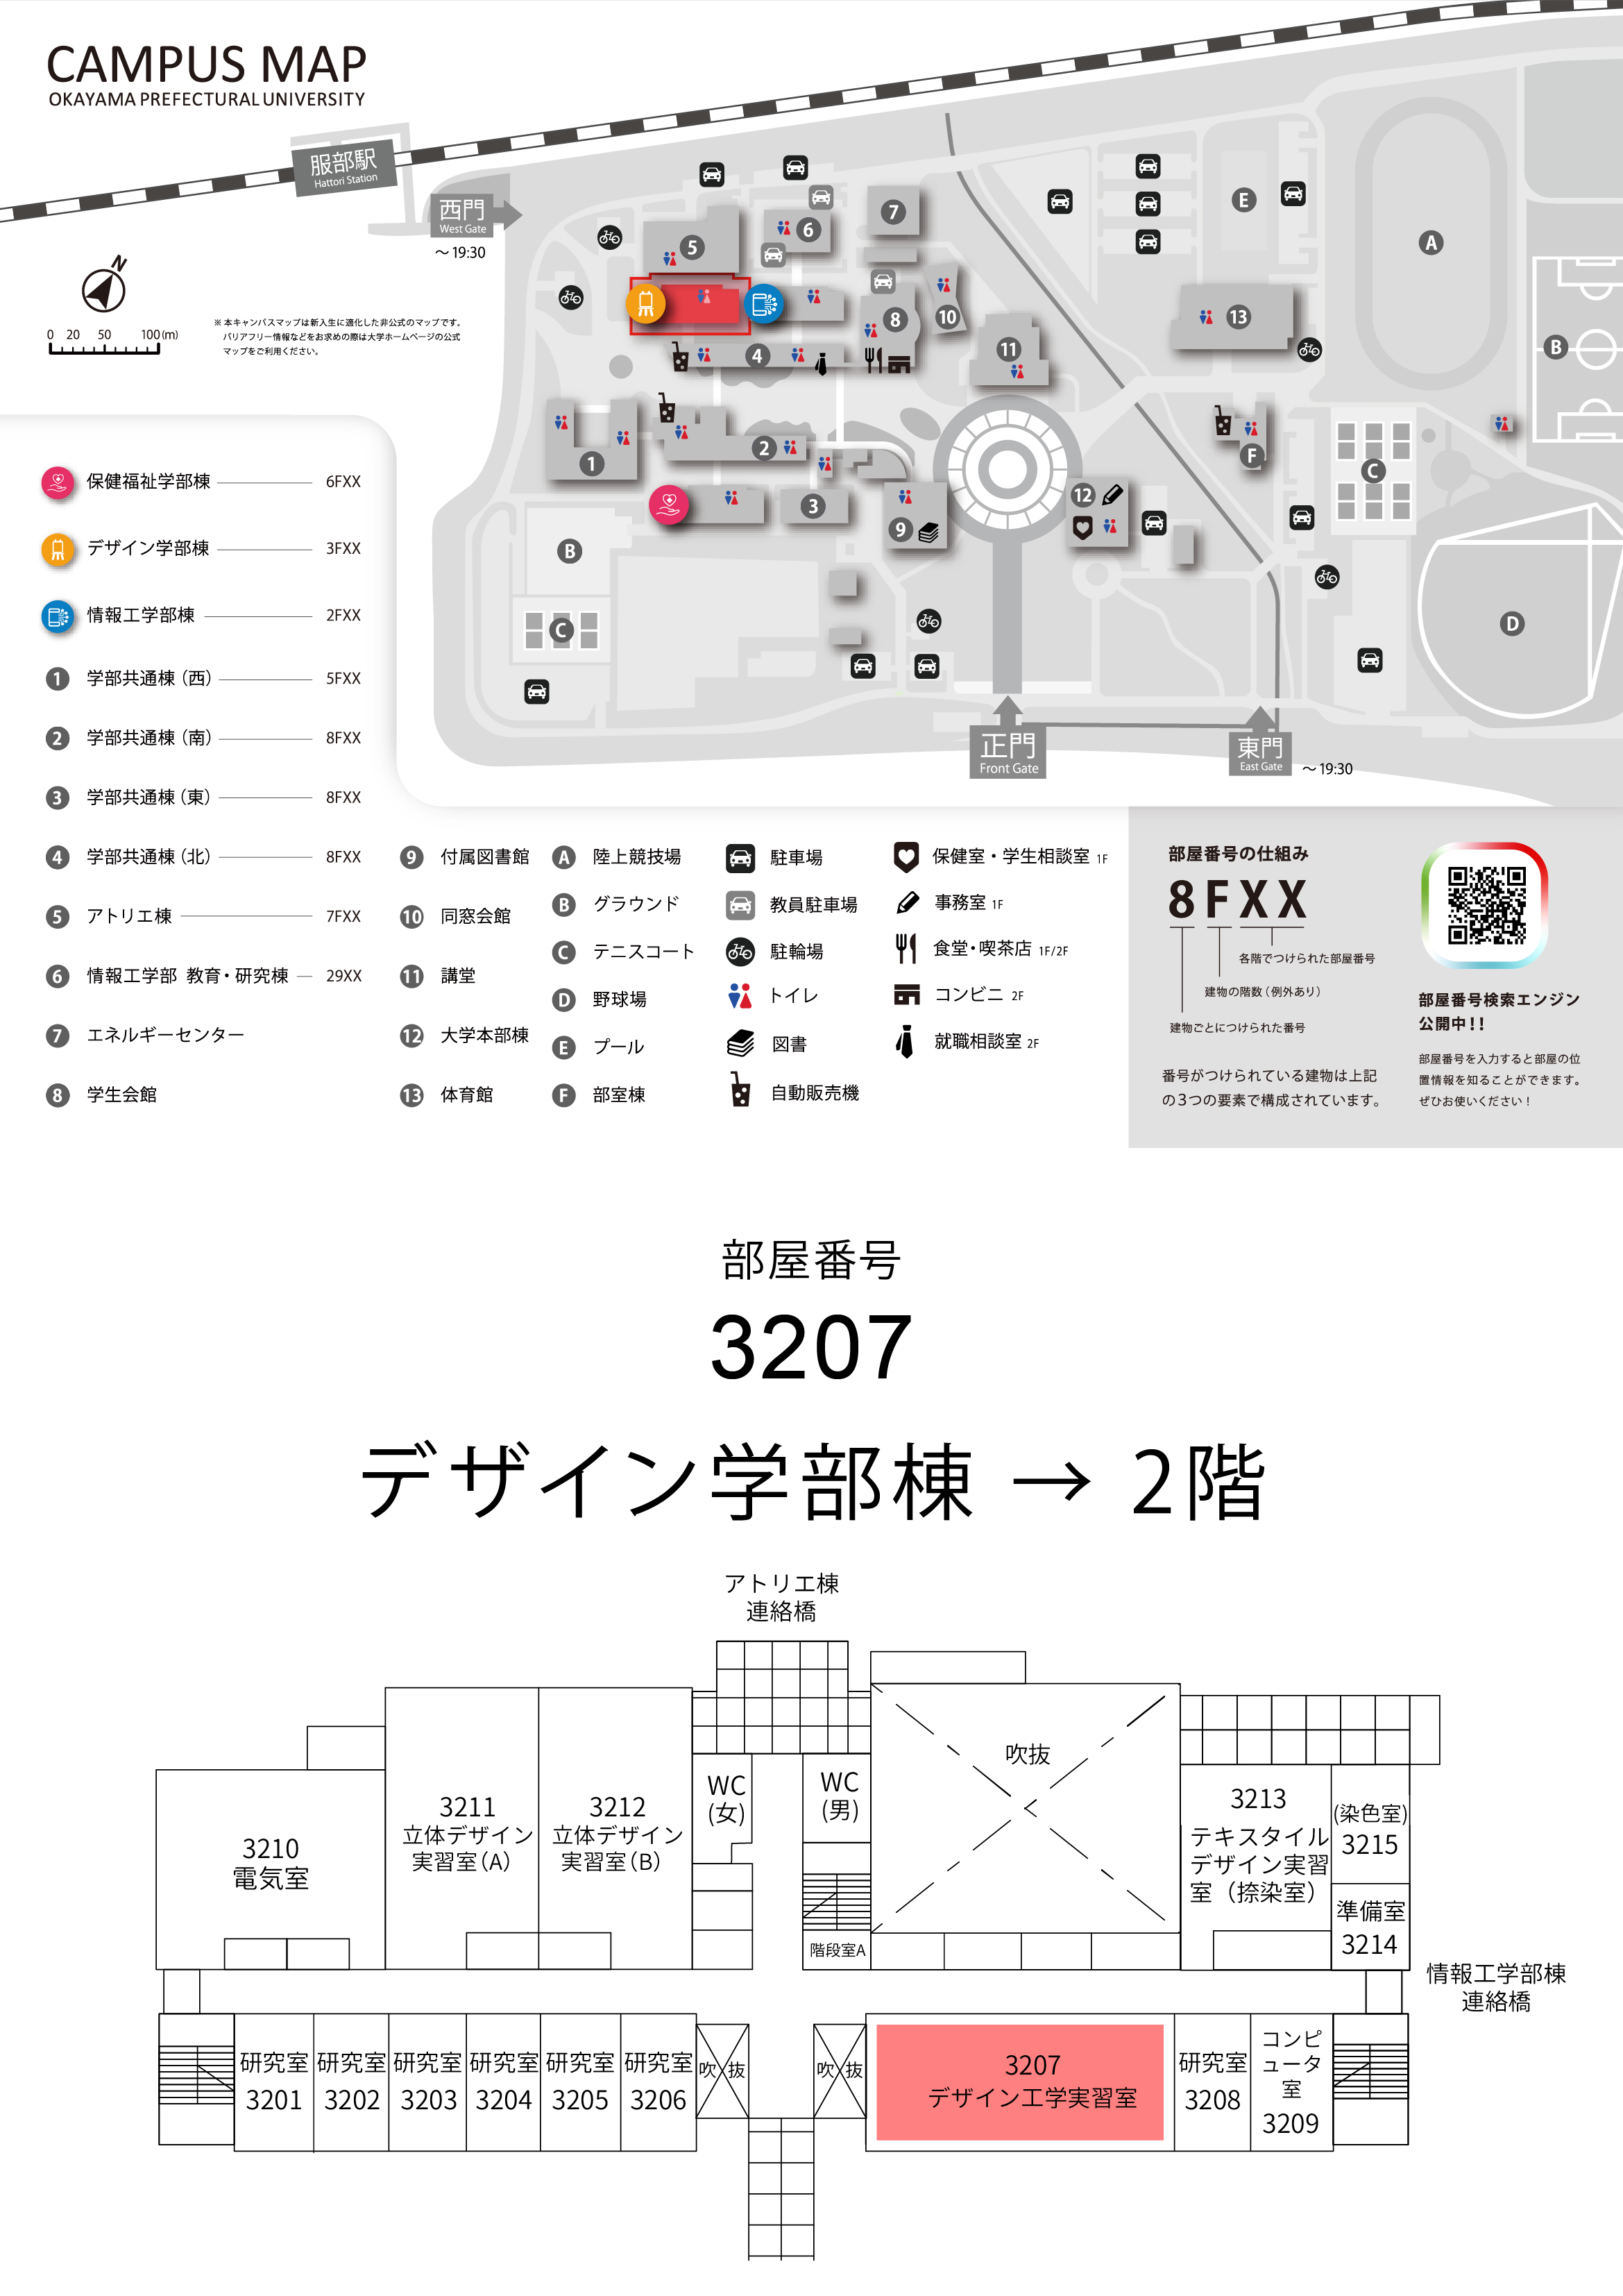 CAMPUS MAP
OKAYAMA PREFECTURAL UNIVERSITY
服部駅
Hattori Station
西門
West Gate
～19:30
N
0 20 50 100(m)
※ 本キャンパスマップは新入生に適化した非公式のマップです。
バリアフリー情報などをお求めの際は大学ホームページの公式
マップをご利用ください。
7
6
5
E
A
8
10
13
11
4
B
2
1
F
C
3
9
12
B
C
D
正門
Front Gate
東門
East Gate
～19:30
保健福祉学部棟 6FXX
デザイン学部棟 3FXX
情報工学部棟 2FXX
1 学部共通棟（西） 5FXX
2 学部共通棟（南） 8FXX
3 学部共通棟（東） 8FXX
4 学部共通棟（北） 8FXX
5 アトリエ棟 7FXX
6 情報工学部 教育・研究棟 29XX
7 エネルギーセンター
8 学生会館
9 付属図書館
10 同窓会館
11 講堂
12 大学本部棟
13 体育館
A 陸上競技場
B グラウンド
C テニスコート
D 野球場
E プール
F 部室棟
駐車場
教員駐車場
駐輪場
トイレ
図書
自動販売機
保健室・学生相談室 1F
事務室 1F
食堂・喫茶店 1F/2F
コンビニ 2F
就職相談室 2F
部屋番号の仕組み
8FXX
各階でつけられた部屋番号
建物の階数（例外あり）
建物ごとにつけられた番号
番号がつけられている建物は上記
の3つの要素で構成されています。
部屋番号検索エンジン
公開中！！
部屋番号を入力すると部屋の位
置情報を知ることができます。
ぜひお使いください！
部屋番号
3207
デザイン学部棟 → 2階
アトリエ棟
連絡橋
3210
電気室
3211
立体デザイン
実習室（A）
3212
立体デザイン
実習室（B）
WC
(女)
WC
(男)
階段室A
吹抜
3213
テキスタイル
デザイン実習
室（捺染室）
(染色室)
3215
準備室
3214
情報工学部棟
連絡橋
研究室
3201
研究室
3202
研究室
3203
研究室
3204
研究室
3205
研究室
3206
吹抜
吹抜
3207
デザイン工学実習室
研究室
3208
コンピ
ュータ
室
3209